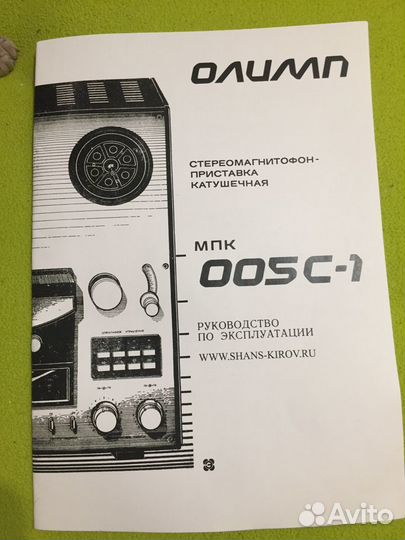 ОЛИМП
СТЕРЕОМАГНИТОФОН-
ПРИСТАВКА
КАТУШЕЧНАЯ
МПК
005С-1
РУКОВОДСТВО
ПО ЭКСПЛУАТАЦИИ
WWW.SHANS-KIROV.RU
Avito